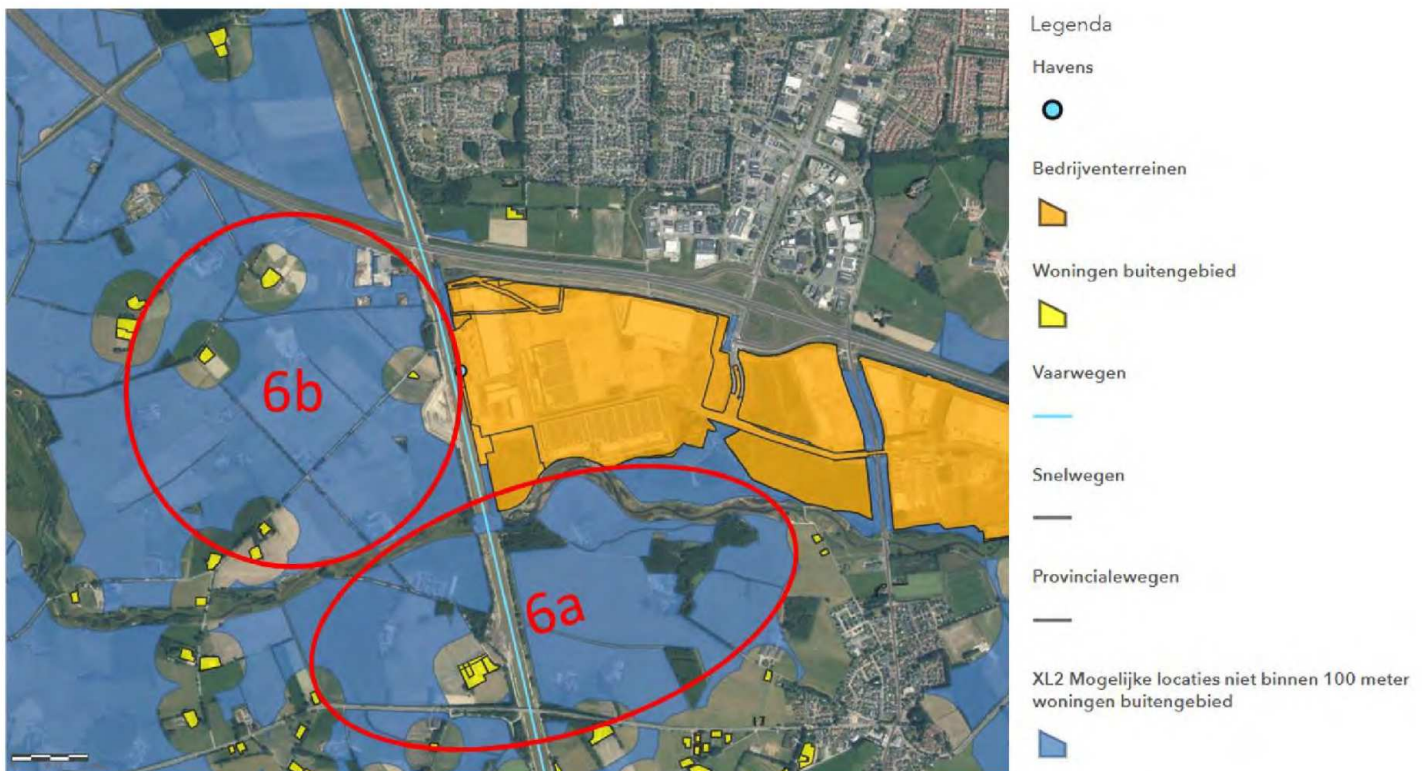 6b
6a
Legenda
Havens
Bedrijventerreinen
Woningen buitengebied
Vaarwegen
Snelwegen
Provincialewegen
XL2 Mogelijke locaties niet binnen 100 meter
woningen buitengebied